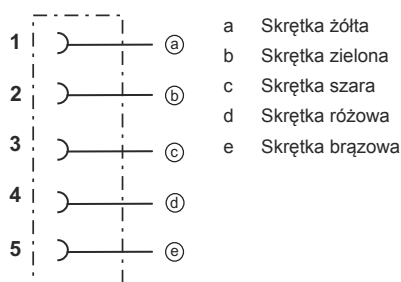 1 a
2 b
3 c
4 d
5 e
a Skrętka żółta
b Skrętka zielona
c Skrętka szara
d Skrętka różowa
e Skrętka brązowa